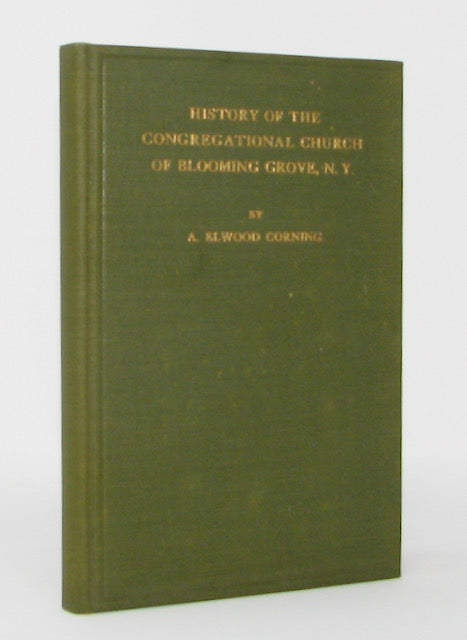 HISTORY OF THE
CONGREGATIONAL CHURCH
OF BLOOMING GROVE, N. Y.
BY
A. ELWOOD CORNING